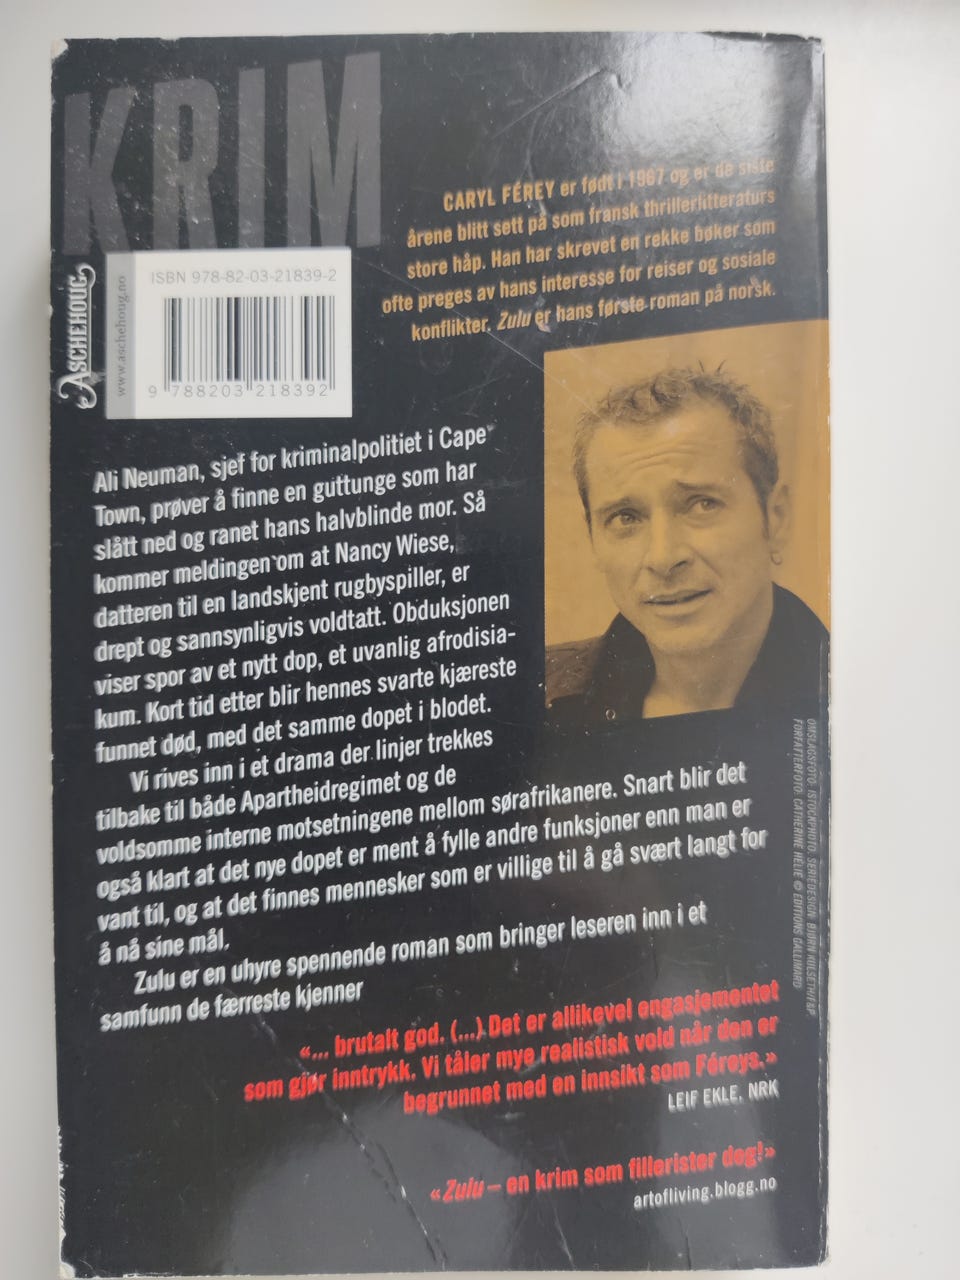 KRIM
CARYL FÉREY er født i 1967 og er de siste
årene blitt sett på som fransk thrillerlitteraturs
store håp. Han har skrevet en rekke bøker som
ofte preges av hans interesse for reiser og sosiale
konflikter. Zulu er hans første roman på norsk.
ASCHEHOUG
www.aschehoug.no
ISBN 978-82-03-21839-2
9 788203 218392
Ali Neuman, sjef for kriminalpolitiet i Cape
Town, prøver å finne en guttunge som har
slått ned og ranet hans halvblinde mor. Så
kommer meldingen om at Nancy Wiese,
datteren til en landskjent rugbyspiller, er
drept og sannsynligvis voldtatt. Obduksjonen
viser spor av et nytt dop, et uvanlig afrodisia-
kum. Kort tid etter blir hennes svarte kjæreste
funnet død, med det samme dopet i blodet.
Vi rives inn i et drama der linjer trekkes
tilbake til både Apartheidregimet og de
voldsomme interne motsetningene mellom sørafrikanere. Snart blir det
også klart at det nye dopet er ment å fylle andre funksjoner enn man er
vant til, og at det finnes mennesker som er villige til å gå svært langt for
å nå sine mål.
Zulu er en uhyre spennende roman som bringer leseren inn i et
samfunn de færreste kjenner
«... brutalt god. (...) Det er allikevel engasjementet
som gjør inntrykk. Vi tåler mye realistisk vold når den er
begrunnet med en innsikt som Féreys.»
LEIF EKLE, NRK
«Zulu – en krim som fillerister deg!»
artofliving.blogg.no
OMSLAGSFOTO: ISTOCKPHOTO. SERIEDESIGN: BJØRN KULSETH/E&P.
FORFATTERFOTO: CATHERINE HÉLIE © EDITIONS GALLIMARD